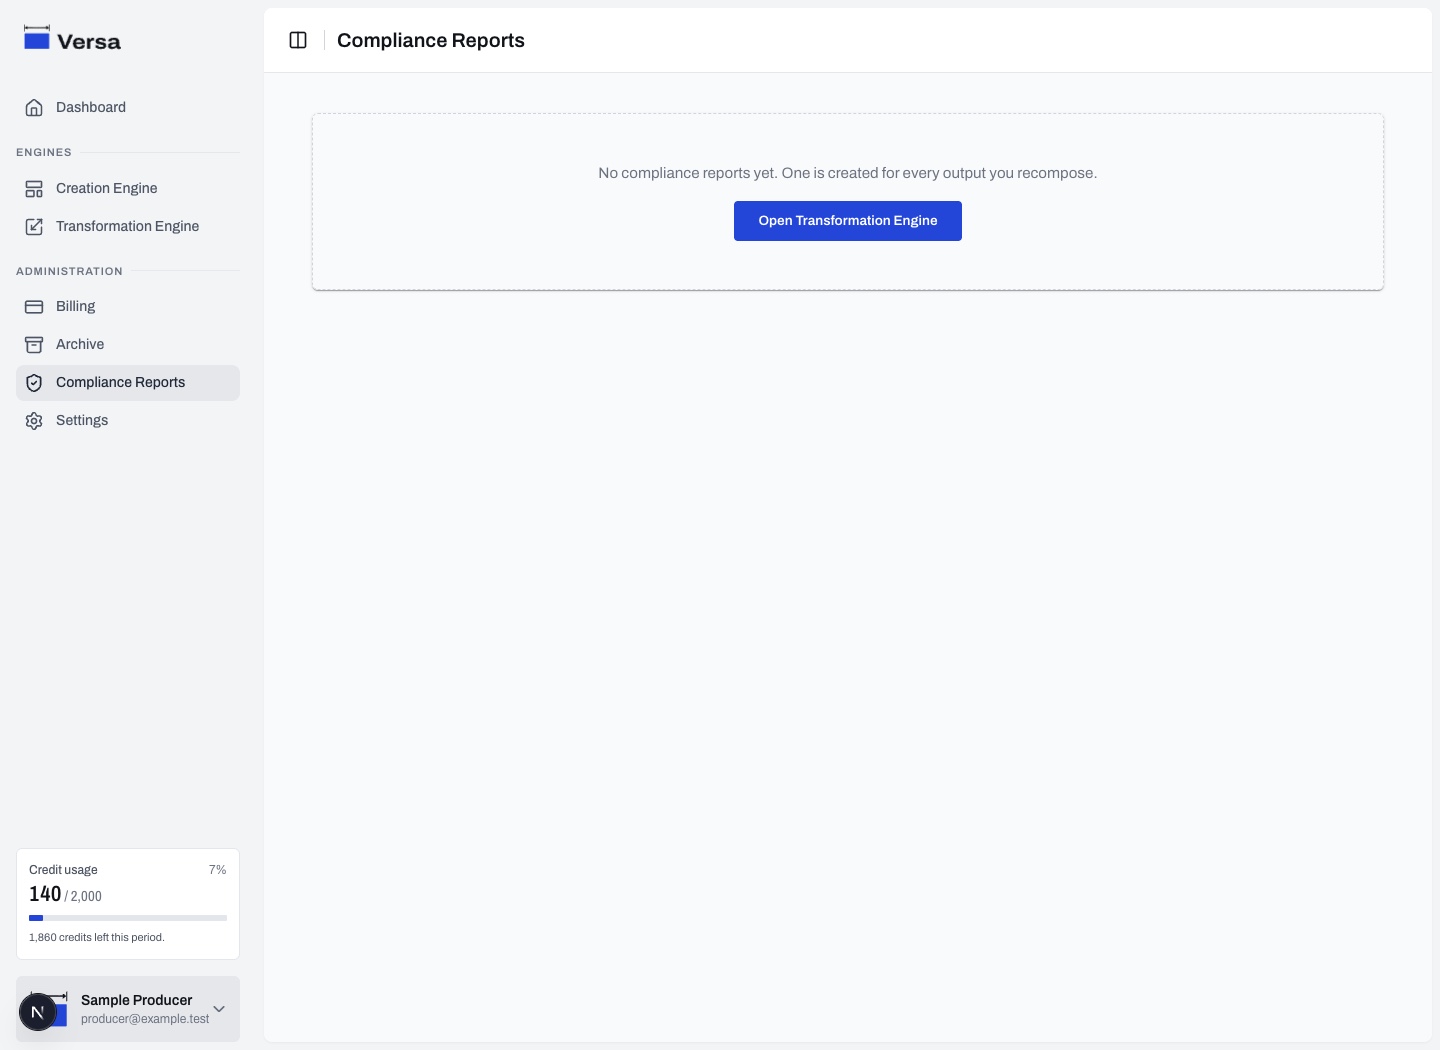 Versa
Dashboard
ENGINES
Creation Engine
Transformation Engine
ADMINISTRATION
Billing
Archive
Compliance Reports
Settings
Credit usage 7%
140 / 2,000
1,860 credits left this period.
N
Sample Producer
producer@example.test
Compliance Reports
No compliance reports yet. One is created for every output you recompose.
Open Transformation Engine